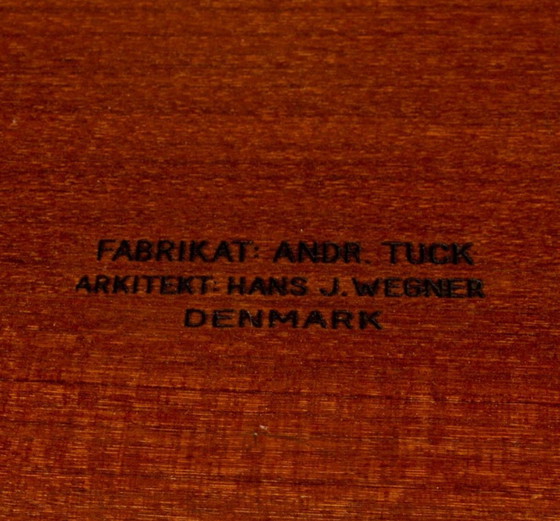 FABRIKAT: ANDR. TUCK
ARKITEKT: HANS J. WEGNER
DENMARK